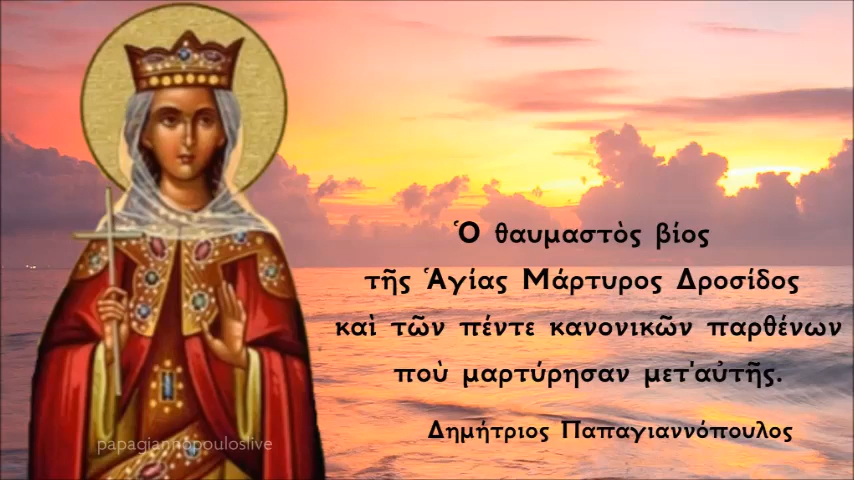 Ὁ θαυμαστὸς βίος
τῆς Ἁγίας Μάρτυρος Δροσίδος
καὶ τῶν πέντε κανονικῶν παρθένων
ποὺ μαρτύρησαν μετ'αὐτῆς.
Δημήτριος Παπαγιαννόπουλος
papagiannopouloslive